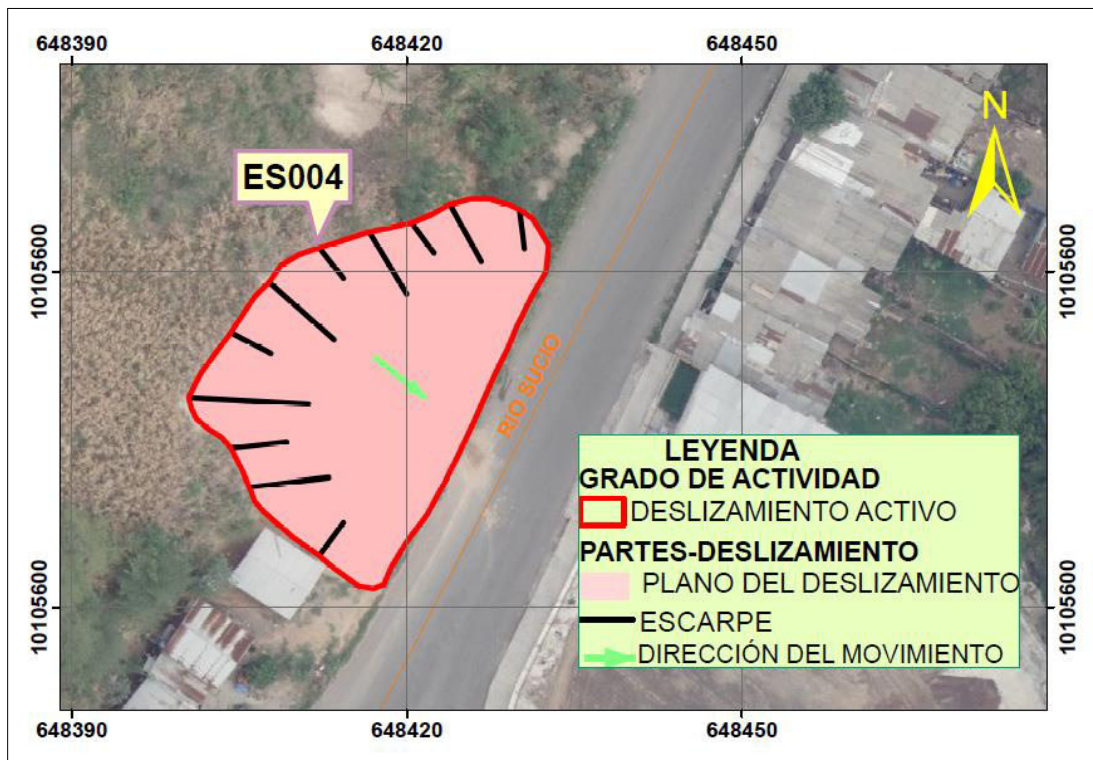 648390
648420
648450
N
ES004
10105600
10105600
RIO SUCIO
LEYENDA
GRADO DE ACTIVIDAD
DESLIZAMIENTO ACTIVO
PARTES-DESLIZAMIENTO
PLANO DEL DESLIZAMIENTO
ESCARPE
DIRECCIÓN DEL MOVIMIENTO
10105600
10105600
648390
648420
648450